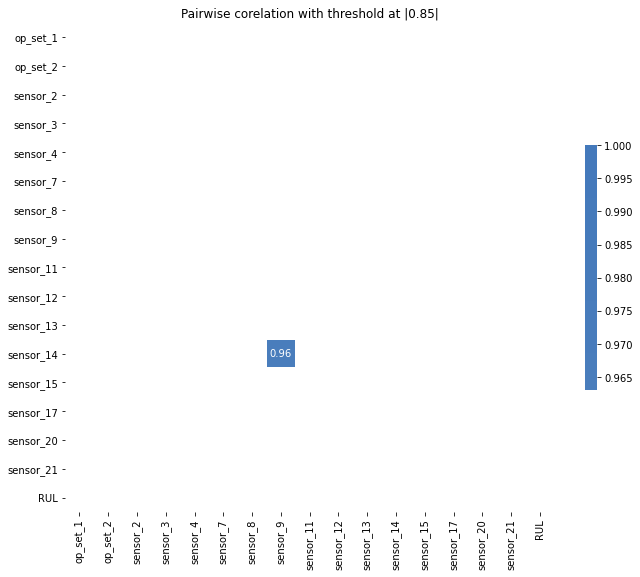 Pairwise corelation with threshold at |0.85|
op_set_1
op_set_2
sensor_2
sensor_3
sensor_4
sensor_7
sensor_8
sensor_9
sensor_11
sensor_12
sensor_13
sensor_14
sensor_15
sensor_17
sensor_20
sensor_21
RUL
0.96
op_set_1
op_set_2
sensor_2
sensor_3
sensor_4
sensor_7
sensor_8
sensor_9
sensor_11
sensor_12
sensor_13
sensor_14
sensor_15
sensor_17
sensor_20
sensor_21
RUL
1.000
0.995
0.990
0.985
0.980
0.975
0.970
0.965